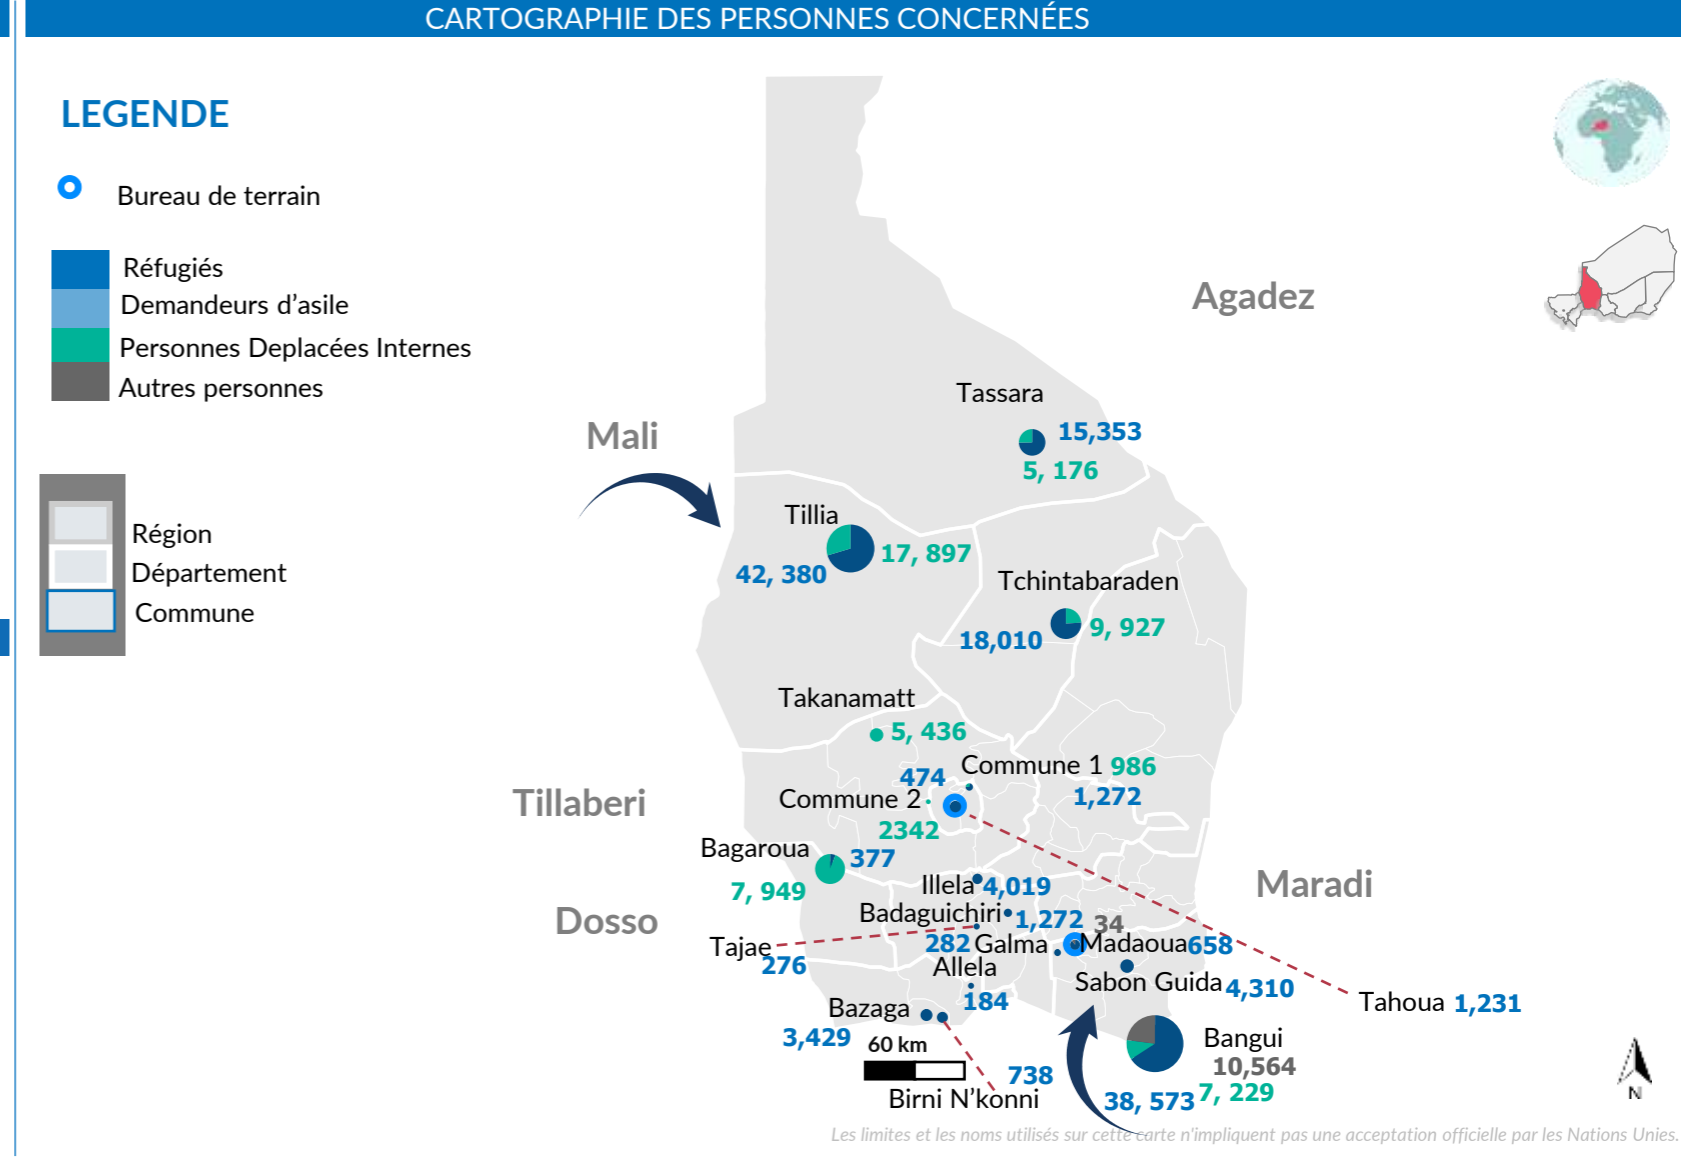 CARTOGRAPHIE DES PERSONNES CONCERNÉES
LEGENDE
Bureau de terrain
Réfugiés
Demandeurs d’asile
Personnes Deplacées Internes
Autres personnes
Région
Département
Commune
Agadez
Mali
Tassara
15,353
5, 176
Tillia
17, 897
42, 380
Tchintabaraden
18,010
9, 927
Takanamatt
5, 436
Commune 1 986
474
1,272
Commune 2
2342
Tillaberi
Bagaroua
377
7, 949
Illela 4,019
Maradi
Badaguichiri 1,272 34
Dosso
Tajae
276
282 Galma
Madaoua 658
Allela
184
Sabon Guida 4,310
Tahoua 1,231
Bazaga
3,429
60 km
738
Birni N’konni
Bangui
10,564
38, 573 7, 229
N
Les limites et les noms utilisés sur cette carte n'impliquent pas une acceptation officielle par les Nations Unies.